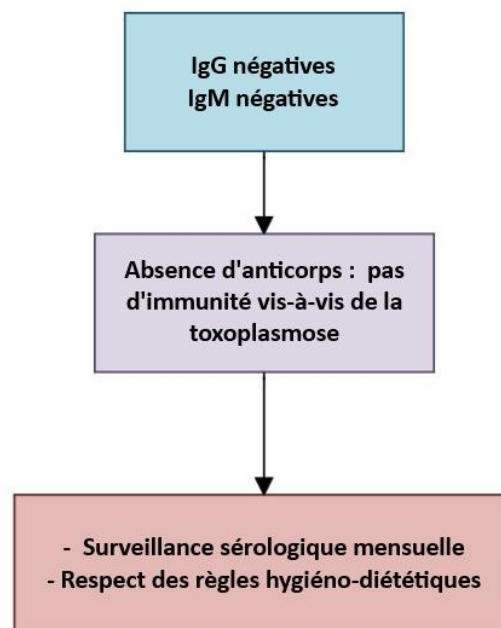 IgG négatives
IgM négatives
Absence d'anticorps : pas
d'immunité vis-à-vis de la
toxoplasmose
- Surveillance sérologique mensuelle
- Respect des règles hygiéno-diététiques